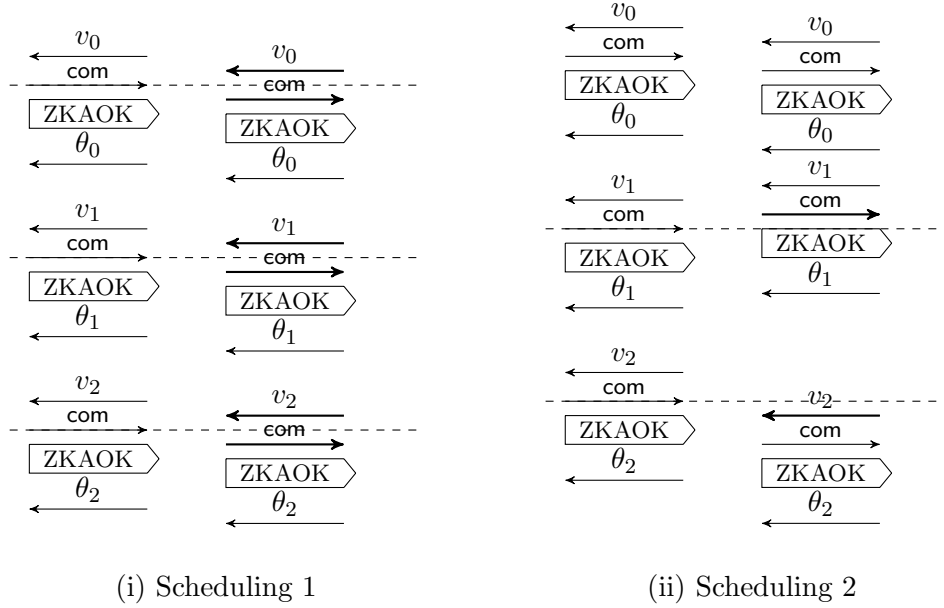 v0
com
ZKAOK
θ0
v1
com
ZKAOK
θ1
v2
com
ZKAOK
θ2
v0
com
ZKAOK
θ0
v1
com
ZKAOK
θ1
v2
com
ZKAOK
θ2
(i) Scheduling 1
v0
com
ZKAOK
θ0
v1
com
ZKAOK
θ1
v2
com
ZKAOK
θ2
v0
com
ZKAOK
θ0
v1
com
ZKAOK
θ1
v2
com
ZKAOK
θ2
(ii) Scheduling 2